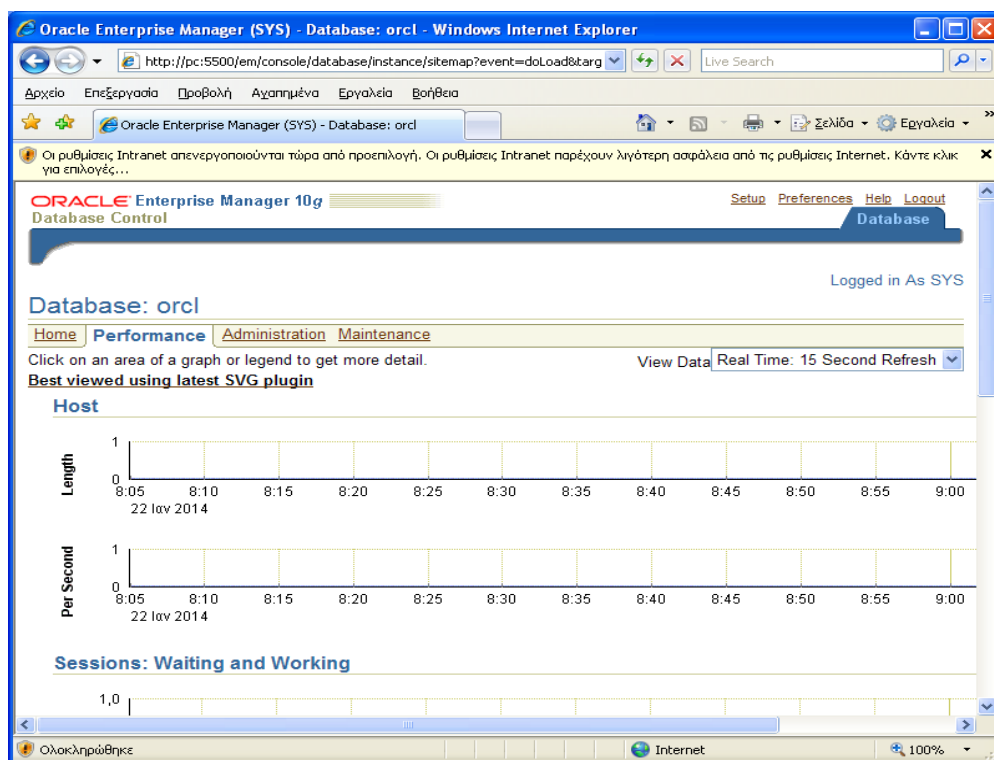 Oracle Enterprise Manager (SYS) - Database: orcl - Windows Internet Explorer
http://pc:5500/em/console/database/instance/sitemap?event=doLoad&targ
Live Search
Αρχείο Επεξεργασία Προβολή Αγαπημένα Εργαλεία Βοήθεια
Oracle Enterprise Manager (SYS) - Database: orcl
Σελίδα Εργαλεία
Οι ρυθμίσεις Intranet απενεργοποιούνται τώρα από προεπιλογή. Οι ρυθμίσεις Intranet παρέχουν λιγότερη ασφάλεια από τις ρυθμίσεις Internet. Κάντε κλικ
για επιλογές...
ORACLE Enterprise Manager 10g
Database Control
Setup Preferences Help Logout
Database
Logged in As SYS
Database: orcl
Home Performance Administration Maintenance
Click on an area of a graph or legend to get more detail.
View Data Real Time: 15 Second Refresh
Best viewed using latest SVG plugin
Host
Length
1
0
8:05 8:10 8:15 8:20 8:25 8:30 8:35 8:40 8:45 8:50 8:55 9:00
22 Ιαν 2014
Per Second
1
0
8:05 8:10 8:15 8:20 8:25 8:30 8:35 8:40 8:45 8:50 8:55 9:00
22 Ιαν 2014
Sessions: Waiting and Working
1,0
Ολοκληρώθηκε
Internet
100%